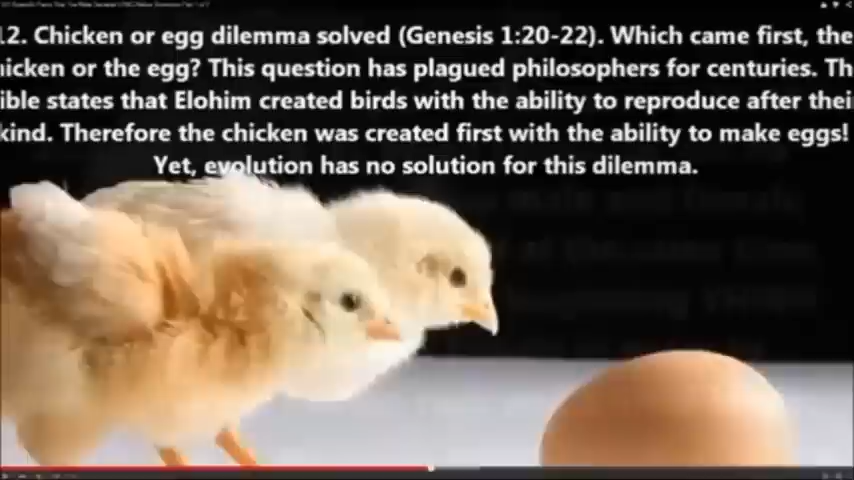 12. Chicken or egg dilemma solved (Genesis 1:20-22). Which came first, the
hicken or the egg? This question has plagued philosophers for centuries. Th
ible states that Elohim created birds with the ability to reproduce after thei
kind. Therefore the chicken was created first with the ability to make eggs!
Yet, evolution has no solution for this dilemma.